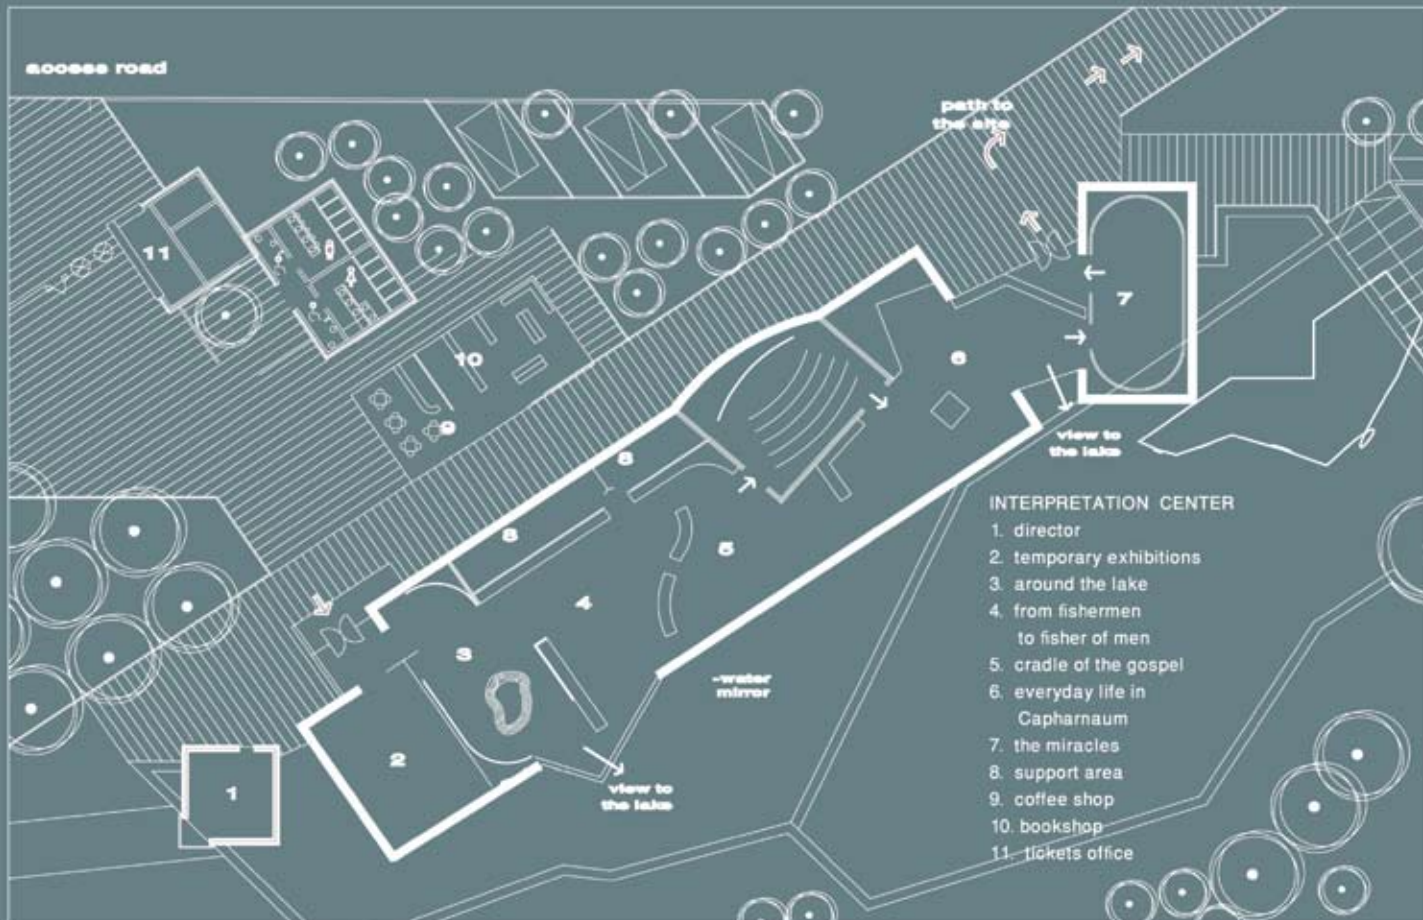 access road
path to
the site
11
7
10
6
9
view to
the lake
8
INTERPRETATION CENTER
1. director
8
5
2. temporary exhibitions
3. around the lake
4
4. from fishermen
to fisher of men
3
5. cradle of the gospel
-water
mirror
6. everyday life in
Capharnaum
2
7. the miracles
8. support area
1
view to
the lake
9. coffee shop
10. bookshop
11. tickets office